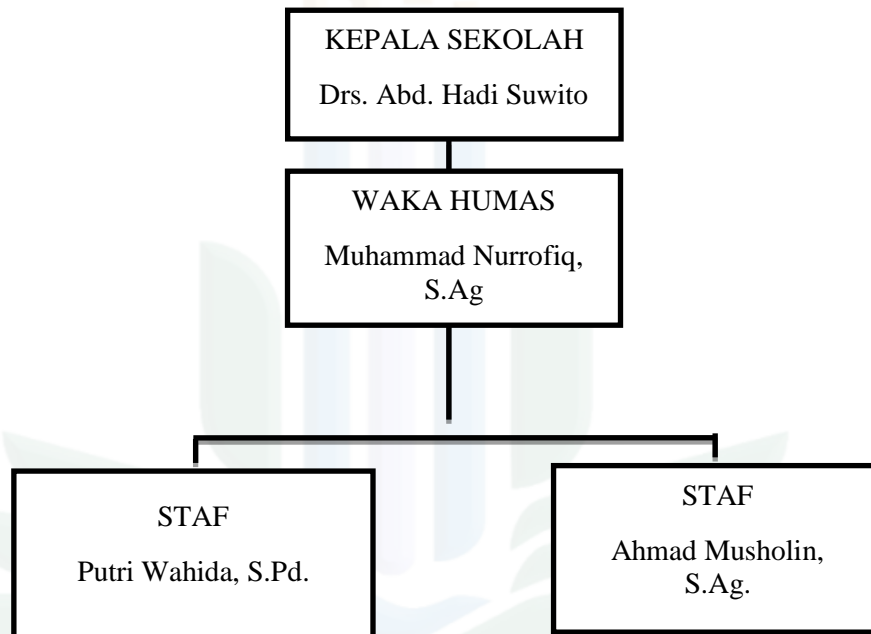 KEPALA SEKOLAH
Drs. Abd. Hadi Suwito
WAKA HUMAS
Muhammad Nurrofiq,
S.Ag
STAF
Putri Wahida, S.Pd.
STAF
Ahmad Musholin,
S.Ag.